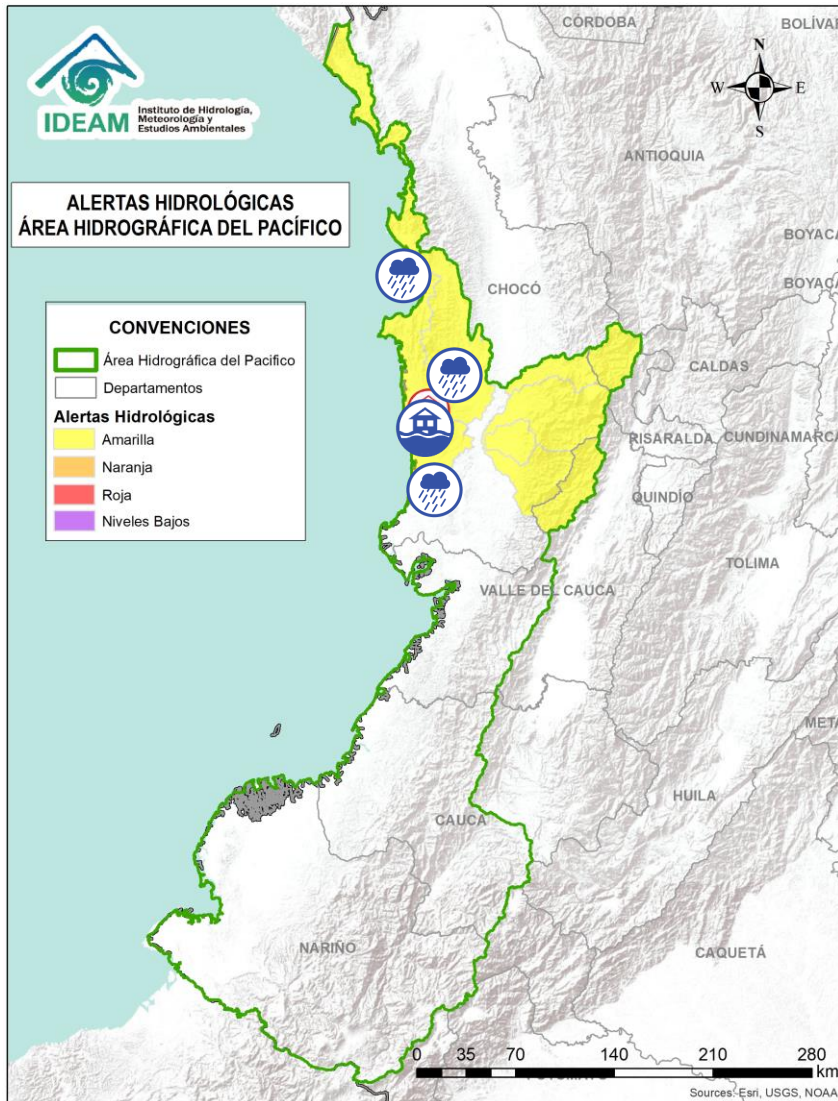 CÓRDOBA
BOLÍVAR
N
W E
S
IDEAM
Instituto de Hidrología,
Meteorología y
Estudios Ambientales
ANTIOQUIA
ALERTAS HIDROLÓGICAS
ÁREA HIDROGRÁFICA DEL PACÍFICO
BOYACÁ
BOYACÁ
CHOCÓ
CONVENCIONES
Área Hidrográfica del Pacifico
Departamentos
Alertas Hidrológicas
Amarilla
Naranja
Roja
Niveles Bajos
CALDAS
RISARALDA
CUNDINAMARCA
QUINDÍO
TOLIMA
VALLE DEL CAUCA
META
HUILA
CAUCA
NARIÑO
CAQUETÁ
0 35 70 140 210 280
km
Sources: Esri, USGS, NOAA